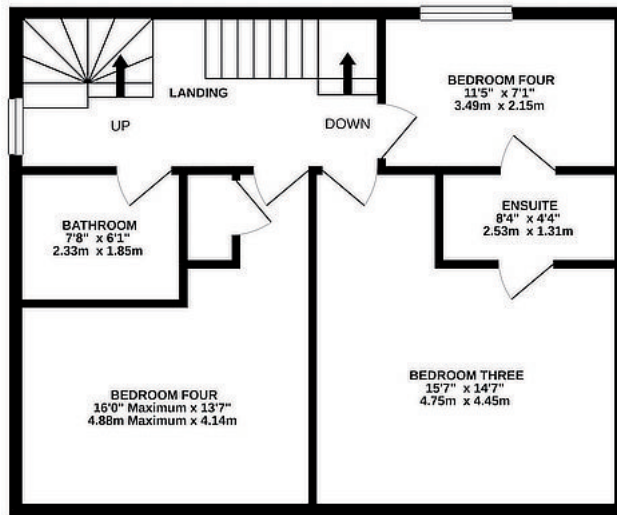 LANDING
UP
DOWN
BEDROOM FOUR
11'5" x 7'1"
3.49m x 2.15m
BATHROOM
7'8" x 6'1"
2.33m x 1.85m
ENSUITE
8'4" x 4'4"
2.53m x 1.31m
BEDROOM FOUR
16'0" Maximum x 13'7"
4.88m Maximum x 4.14m
BEDROOM THREE
15'7" x 14'7"
4.75m x 4.45m